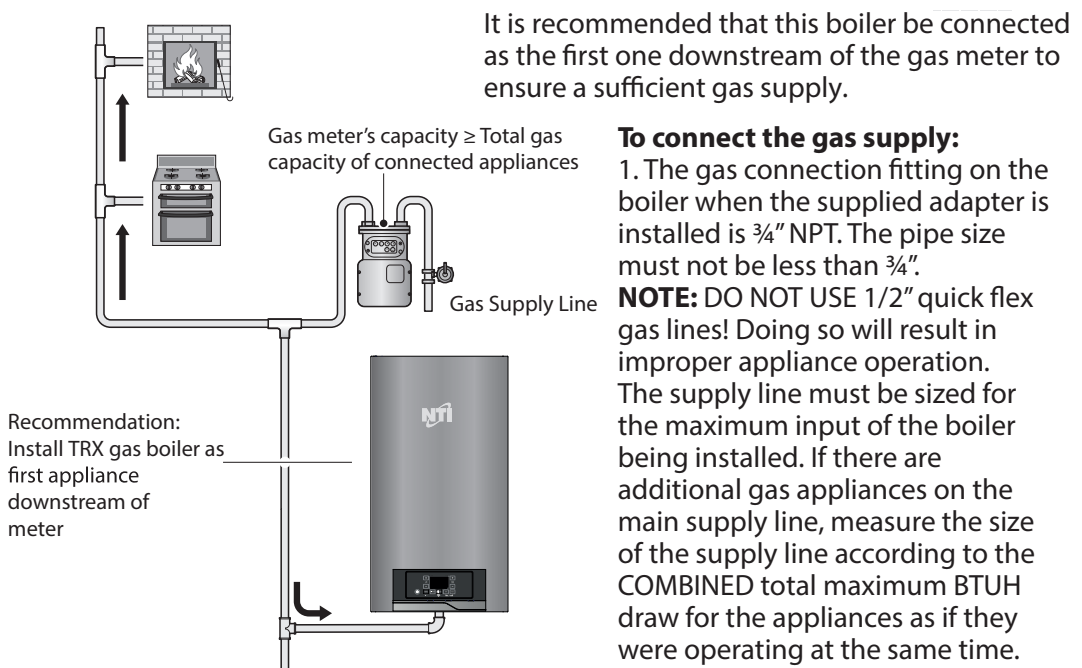 It is recommended that this boiler be connected
as the first one downstream of the gas meter to
ensure a sufficient gas supply.
Gas meter’s capacity ≥ Total gas
capacity of connected appliances
Gas Supply Line
Recommendation:
Install TRX gas boiler as
first appliance
downstream of
meter
NTI
To connect the gas supply:
1. The gas connection fitting on the
boiler when the supplied adapter is
installed is ¾” NPT. The pipe size
must not be less than ¾”.
NOTE: DO NOT USE 1/2” quick flex
gas lines! Doing so will result in
improper appliance operation.
The supply line must be sized for
the maximum input of the boiler
being installed. If there are
additional gas appliances on the
main supply line, measure the size
of the supply line according to the
COMBINED total maximum BTUH
draw for the appliances as if they
were operating at the same time.